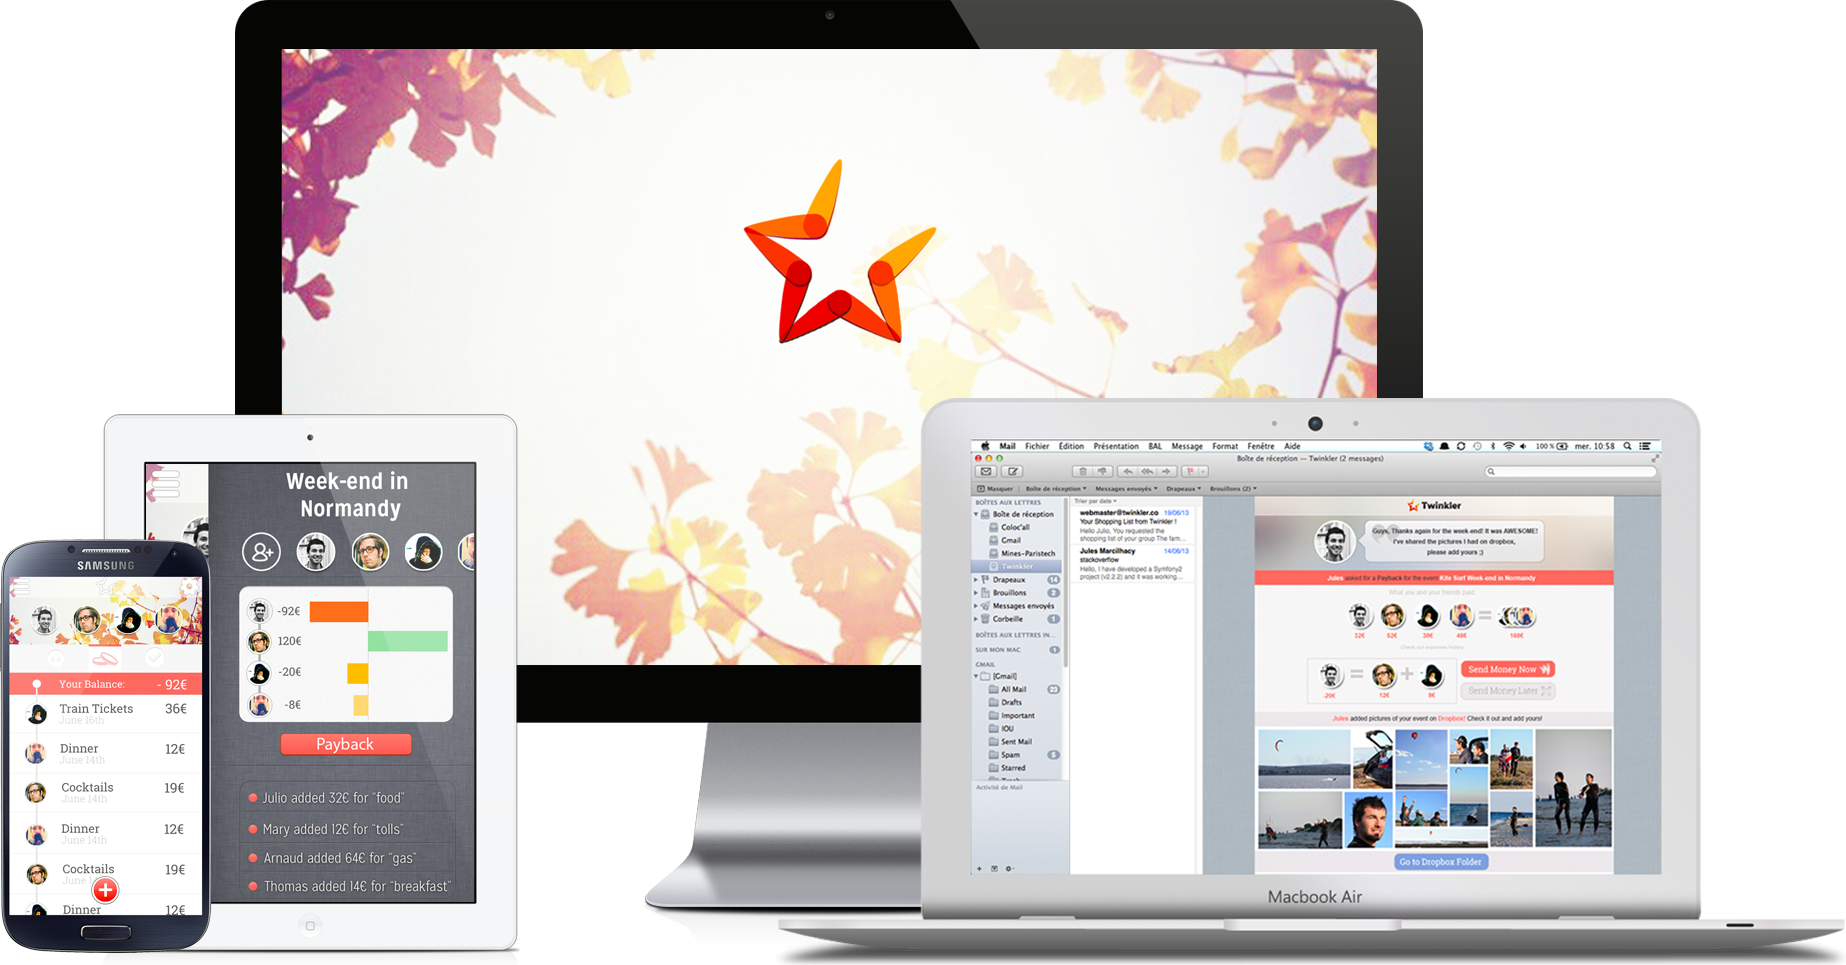 SAMSUNG
Your Balance: - 92€
Train Tickets 36€
June 16th
Dinner 12€
June 14th
Cocktails 19€
June 14th
Dinner 12€
June 14th
Cocktails 19€
June
Dinner 12€
Week-end in
Normandy
-92€
120€
-20€
-8€
Payback
Julio added 32€ for "food"
Mary added 12€ for "tolls"
Arnaud added 64€ for "gas"
Thomas added 14€ for "breakfast"
Mail Fichier Édition Présentation BAL Message Format Fenêtre Aide 100 % mer. 10:58
Boîte de réception — Twinkler (2 messages)
Masquer Boîte de réception Messages envoyés Drapeaux Brouillons (2)
BOÎTES AUX LETTRES
Boîte de réception
Coloc'all
Gmail
Mines-Paristech
Twinkler
Drapeaux 14
Brouillons 2
Messages envoyés
Corbeille 1
BOÎTES AUX LETTRES IN...
SUR MON MAC 1
GMAIL
[Gmail]
All Mail 23
Drafts
Important
IOU
Sent Mail
Spam 5
Starred
Activité de Mail
Trier par date
webmaster@twinkler.co 19/06/13
Your Shopping List from Twinkler !
Hello Julio, You requested the
shopping list of your group The fam...
Jules Marcilhacy 14/06/13
stackoverflow
Hello, I have developed a Symfony2
project (v2.2.2) and it was working...
Twinkler
Guys, Thanks again for the week-end! It was AWESOME!
I've shared the pictures I had on dropbox,
please add yours ;)
Jules asked for a Payback for the event Kite Surf Week-end in Normandy
What you and your friends paid
32€ 52€ 30€ 46€ = 160€
Check out expenses history
= +
-20€ 12€ 8€
Send Money Now
Send Money Later
Jules added pictures of your event on Dropbox! Check it out and add yours!
Go to Dropbox Folder
Macbook Air